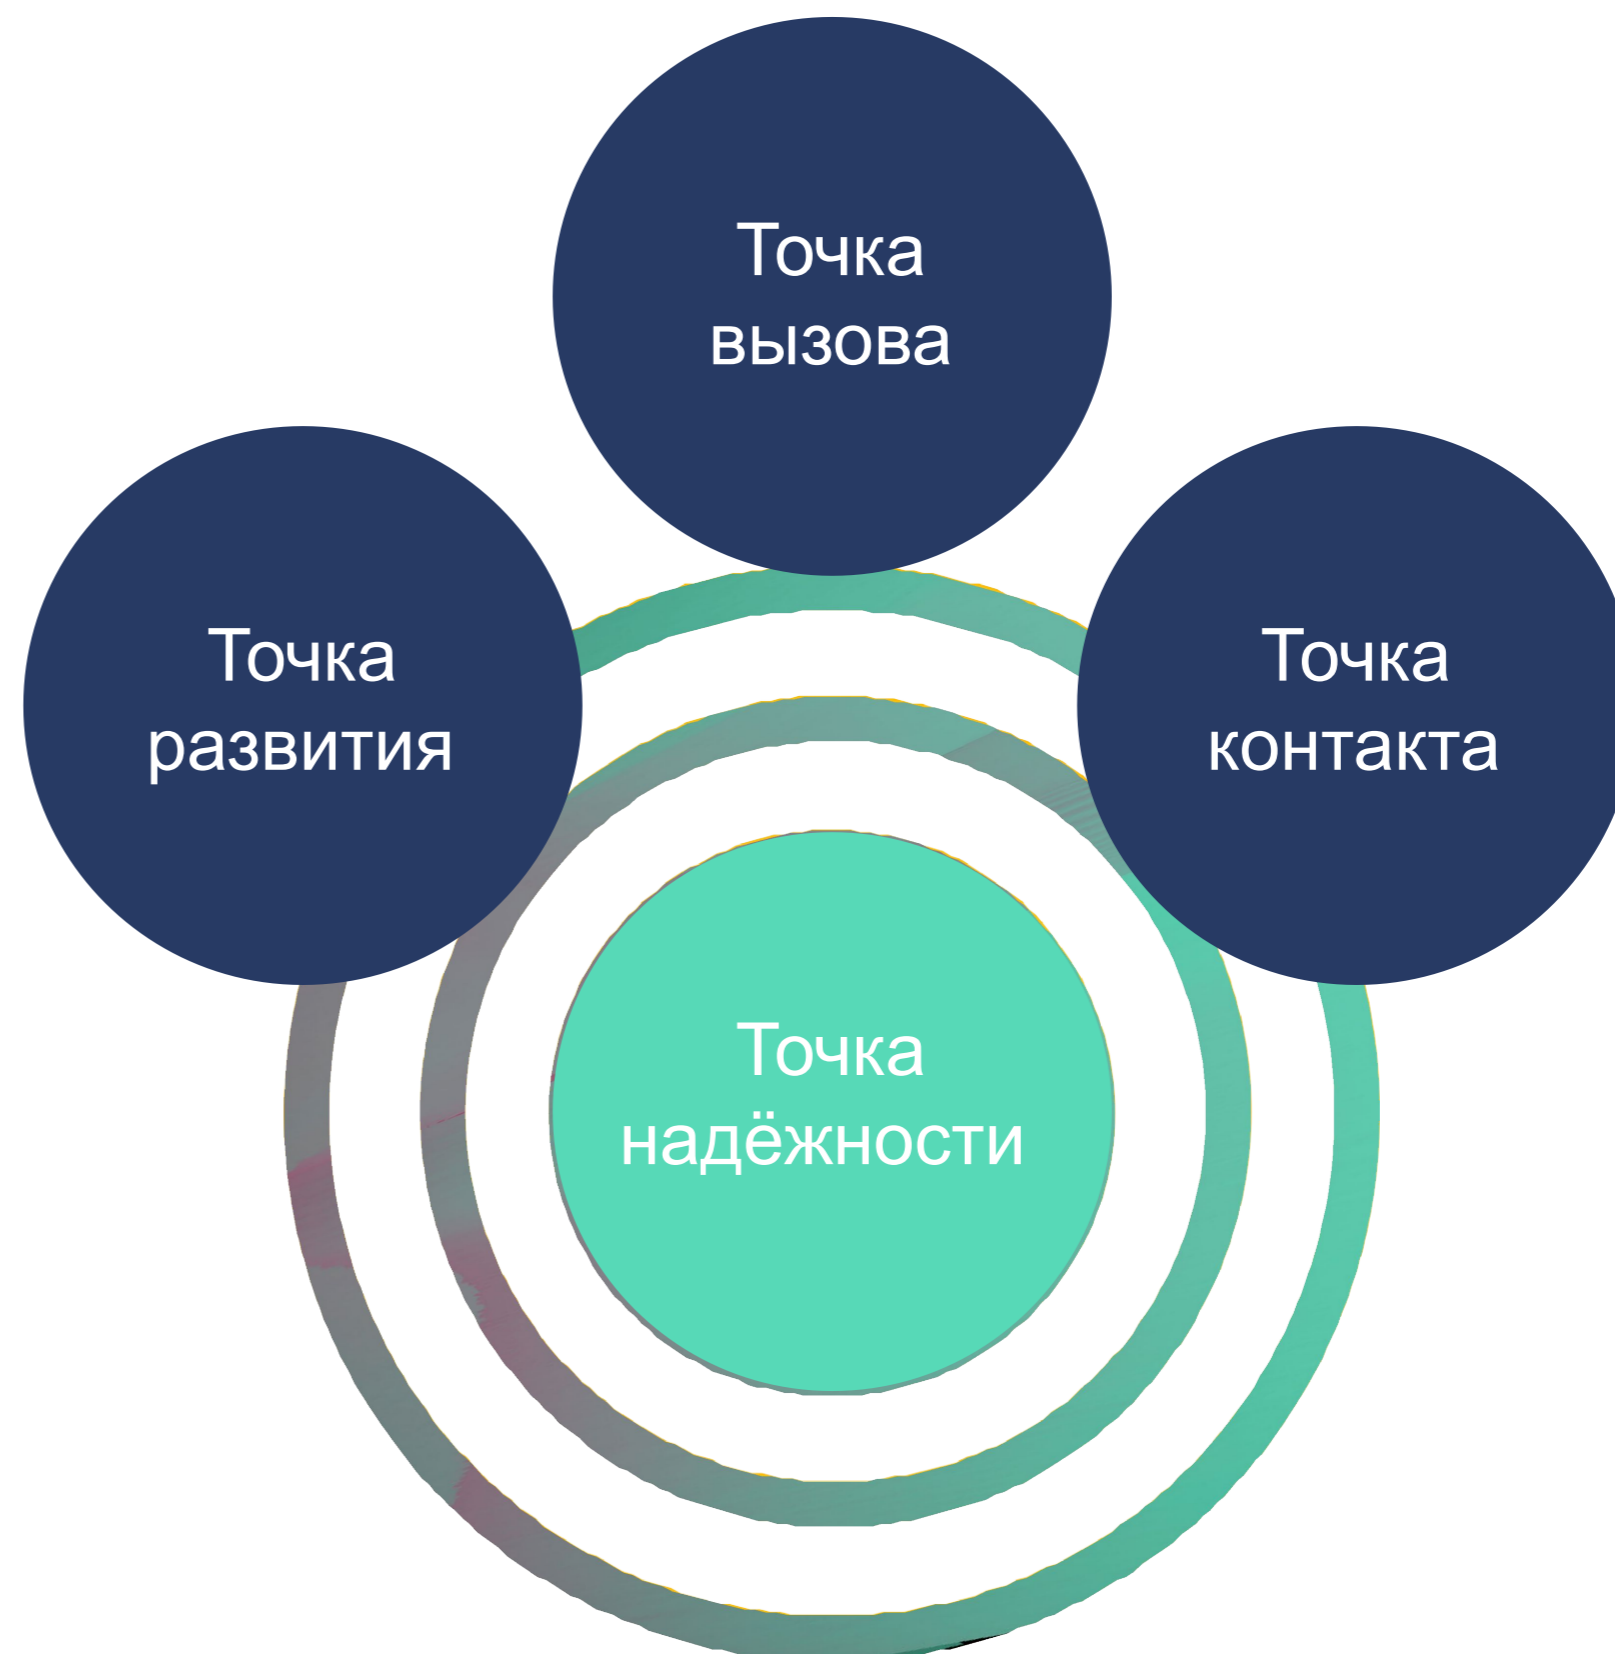 Точка
вызова
Точка
развития
Точка
контакта
Точка
надёжности